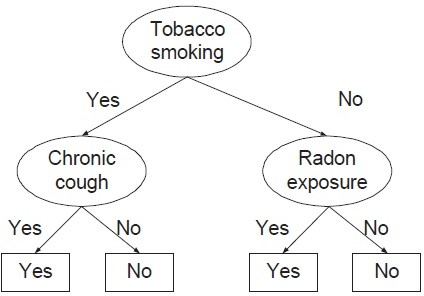 Tobacco
smoking
Yes
No
Chronic
cough
Radon
exposure
Yes
No
Yes
No
Yes
No
Yes
No